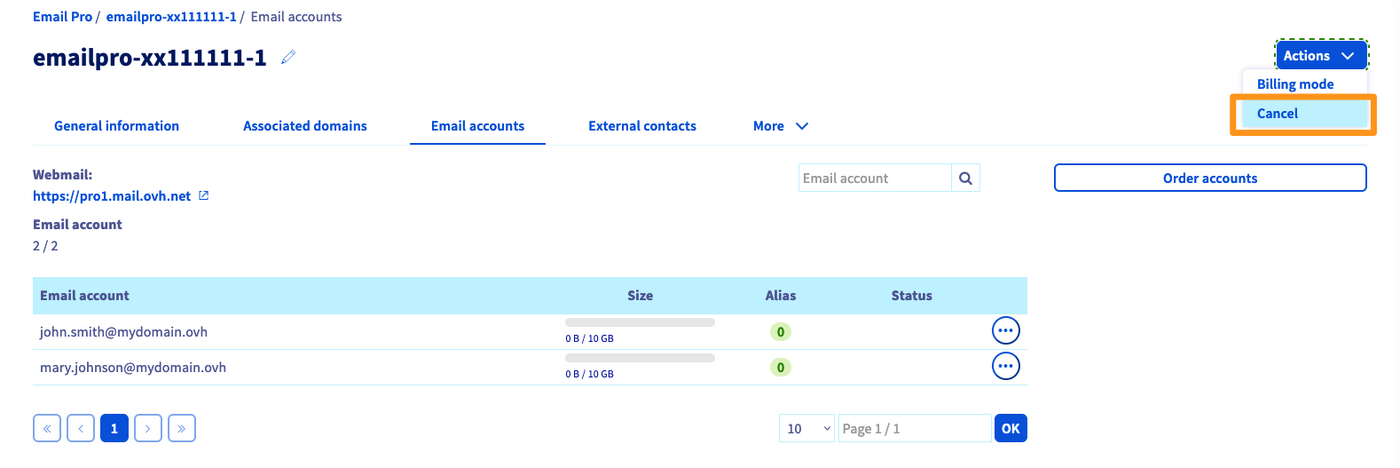 Email Pro / emailpro-xx111111-1 / Email accounts
emailpro-xx111111-1
Actions
Billing mode
Cancel
General information Associated domains Email accounts External contacts More
Webmail:
https://pro1.mail.ovh.net
Email account
Order accounts
Email account
2 / 2
Email account Size Alias Status
john.smith@mydomain.ovh 0 B / 10 GB 0
mary.johnson@mydomain.ovh 0 B / 10 GB 0
« ‹ 1 › » 10 Page 1 / 1 OK